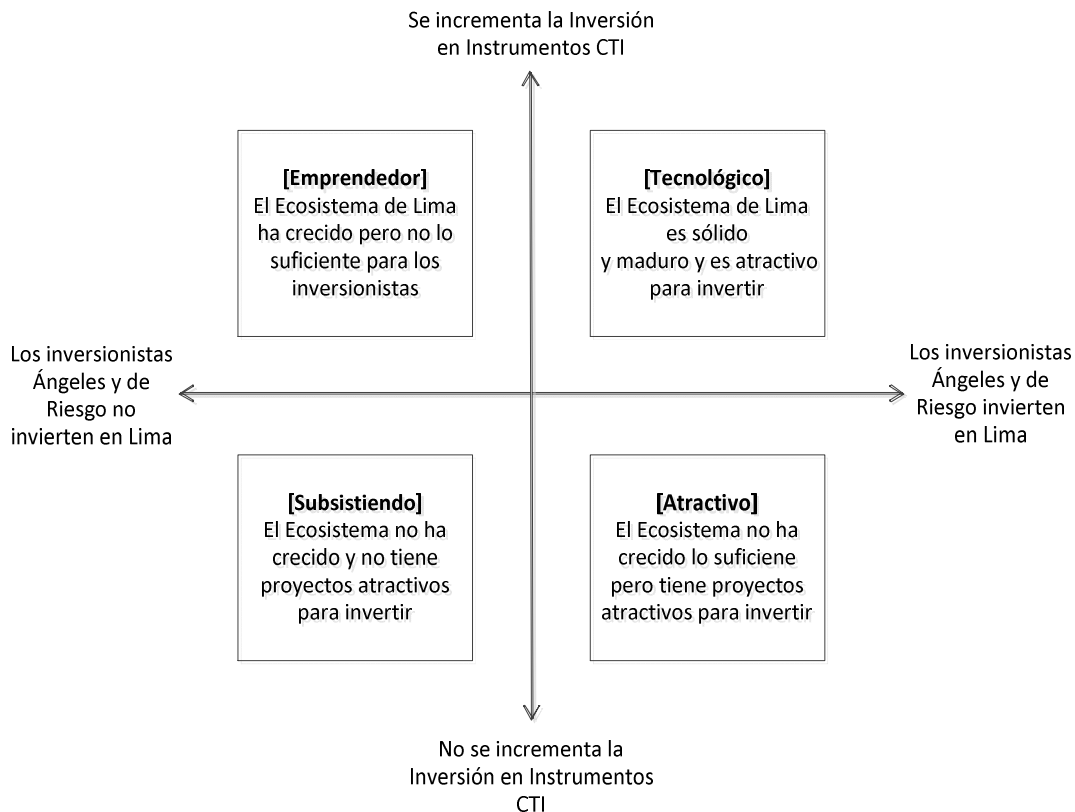 Se incrementa la Inversión
en Instrumentos CTI
[Emprendedor]
El Ecosistema de Lima
ha crecido pero no lo
suficiente para los
inversionistas
[Tecnológico]
El Ecosistema de Lima
es sólido
y maduro y es atractivo
para invertir
Los inversionistas
Ángeles y de
Riesgo no
invierten en Lima
Los inversionistas
Ángeles y de
Riesgo invierten
en Lima
[Subsistiendo]
El Ecosistema no ha
crecido y no tiene
proyectos atractivos
para invertir
[Atractivo]
El Ecosistema no ha
crecido lo suficiene
pero tiene proyectos
atractivos para invertir
No se incrementa la
Inversión en Instrumentos
CTI